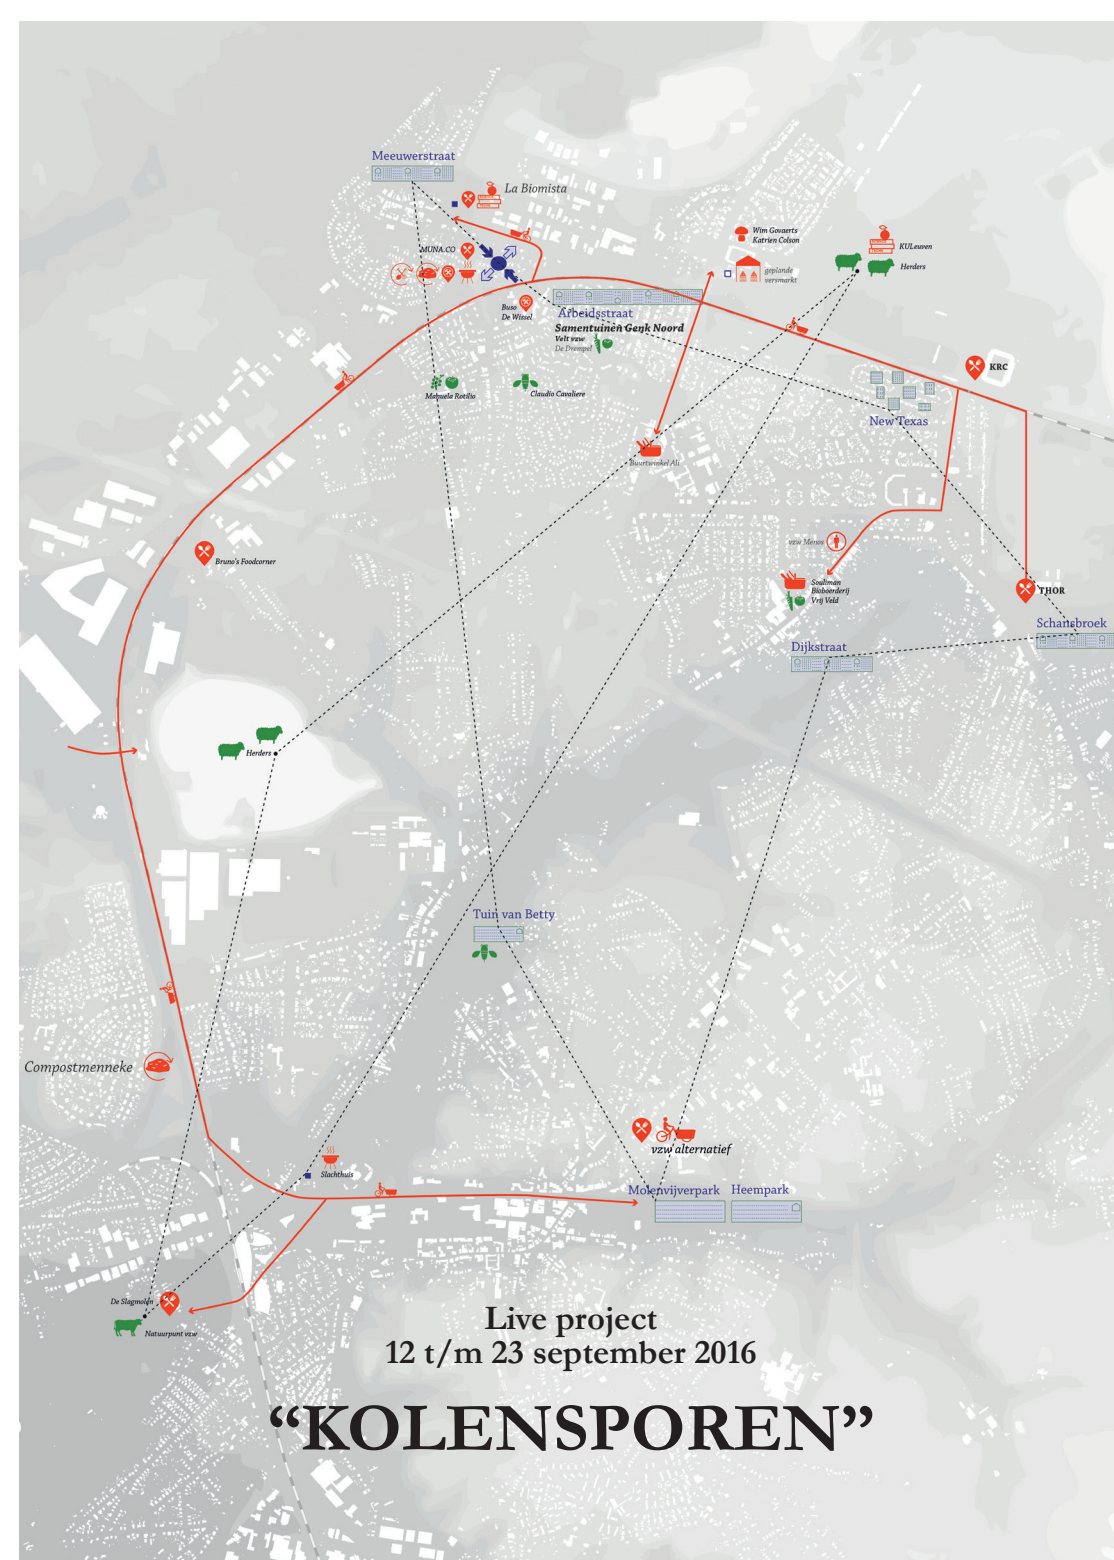 Meeuwerstraat
La Biomista
MUNA.CO
Wim Govaerts
Katrien Colson
KULeuven
Herders
geplande
versmarkt
Buso
De Wissel
Arbeidsstraat
Samentuinen Genk Noord
Velt vzw
De Drempel
KRC
Manuela Rotilio
Claudio Cavaliere
New Texas
Buurtwinkel Ali
vzw Menos
Bruno's Foodcorner
Souliman
Bioboerderij
Vrij Veld
THOR
Schansbroek
Dijkstraat
Herders
Tuin van Betty
Compostmenneke
vzw alternatief
Slachthuis
Molenvijverpark
Heempark
De Slagmolen
Natuurpunt vzw
Live project
12 t/m 23 september 2016
“KOLENSPOREN”